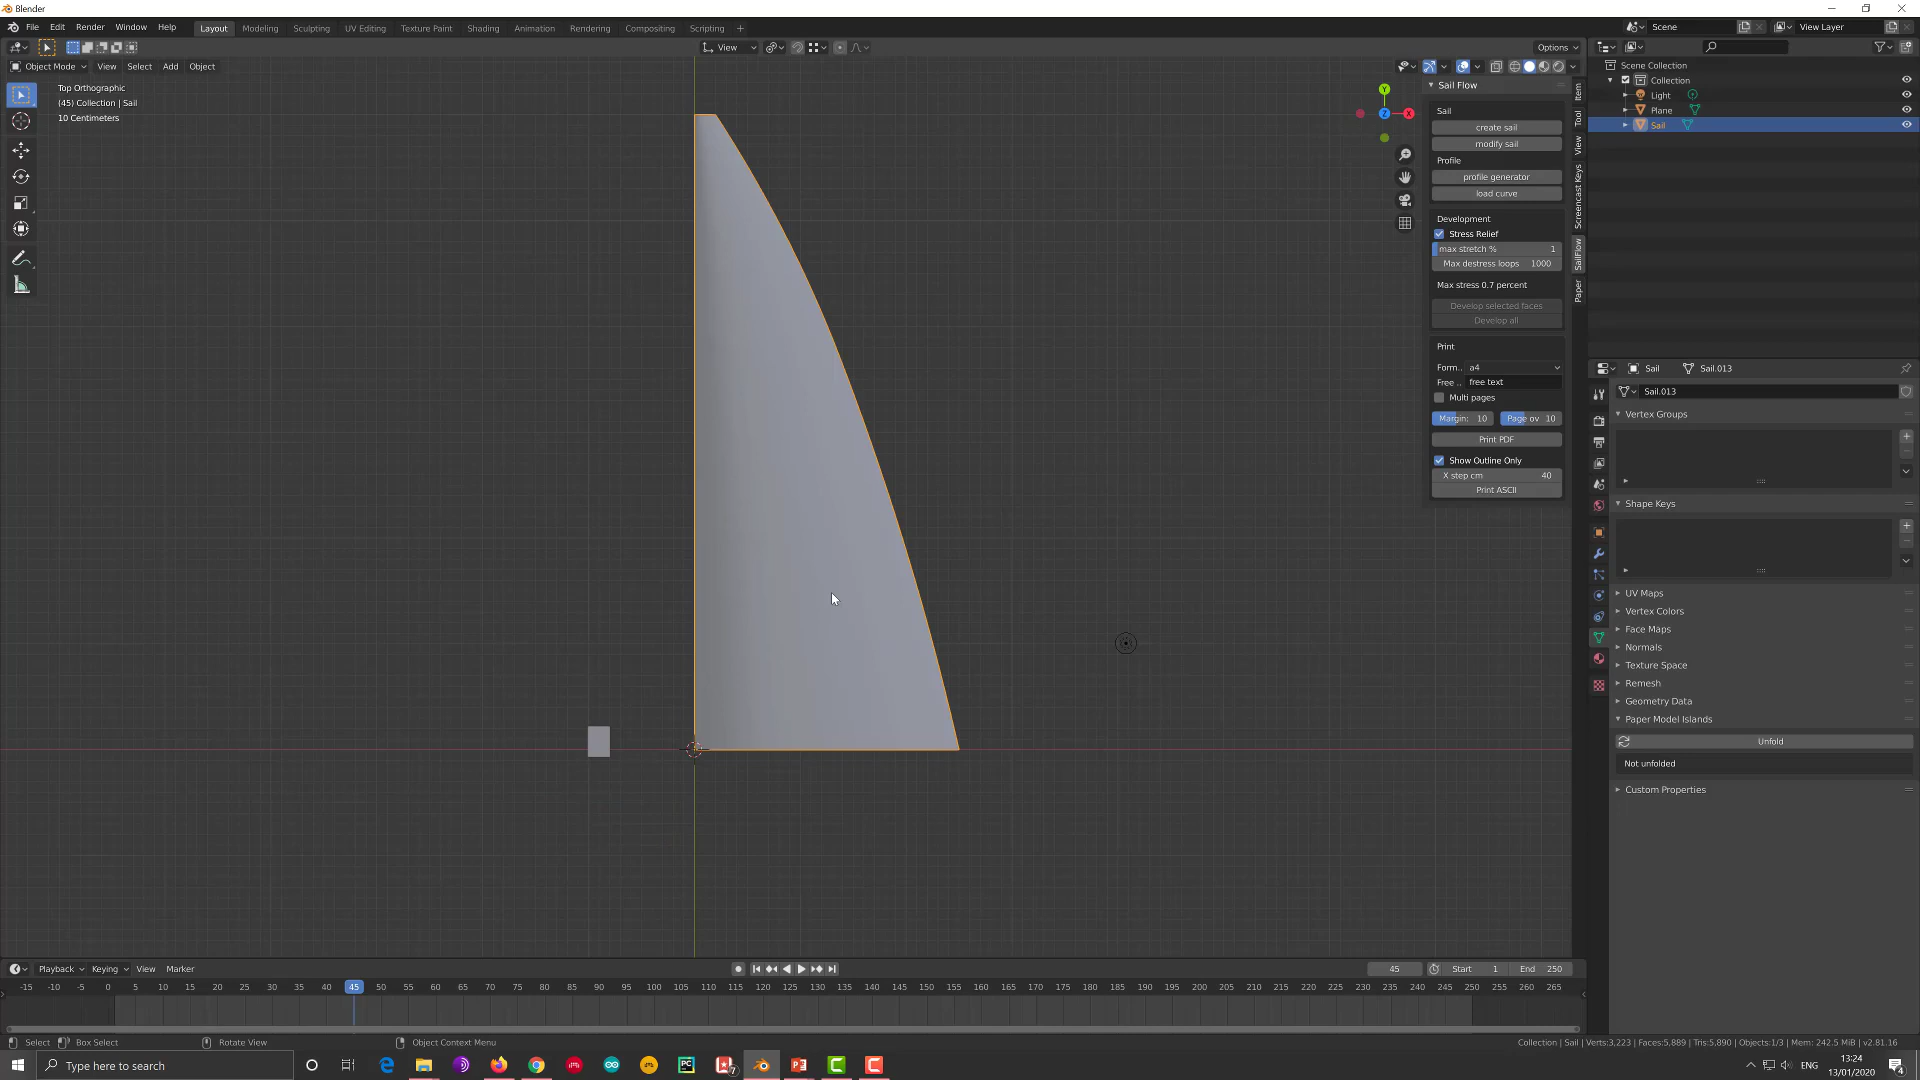 Blender
File Edit Render Window Help Layout Modeling Sculpting UV Editing Texture Paint Shading Animation Rendering Compositing Scripting + Scene View Layer
View Options
Object Mode View Select Add Object
Top Orthographic
(45) Collection | Sail
10 Centimeters
Y
X
Z
Sail Flow
Sail
create sail
modify sail
Profile
profile generator
load curve
Development
Stress Relief
max stretch % 1
Max destress loops 1000
Max stress 0.7 percent
Develop selected faces
Develop all
Print
Form.. a4
Free .. free text
Multi pages
Margin: 10 Page ov 10
Print PDF
Show Outline Only
X step cm 40
Print ASCII
Item
Tool
View
Screencast Keys
SailFlow
Paper
Scene Collection
Collection
Light
Plane
Sail
Sail Sail.013
Sail.013
Vertex Groups
Shape Keys
UV Maps
Vertex Colors
Face Maps
Normals
Texture Space
Remesh
Geometry Data
Paper Model Islands
Unfold
Not unfolded
Custom Properties
Playback Keying View Marker 45 Start 1 End 250
-15 -10 -5 0 5 10 15 20 25 30 35 40 45 50 55 60 65 70 75 80 85 90 95 100 105 110 115 120 125 130 135 140 145 150 155 160 165 170 175 180 185 190 195 200 205 210 215 220 225 230 235 240 245 250 255 260 265
Select Box Select Rotate View Object Context Menu Collection | Sail | Verts:3,223 | Faces:5,889 | Tris:5,890 | Objects:1/3 | Mem: 242.5 MiB | v2.81.16
Type here to search PC 7 ENG 13:24
13/01/2020 4